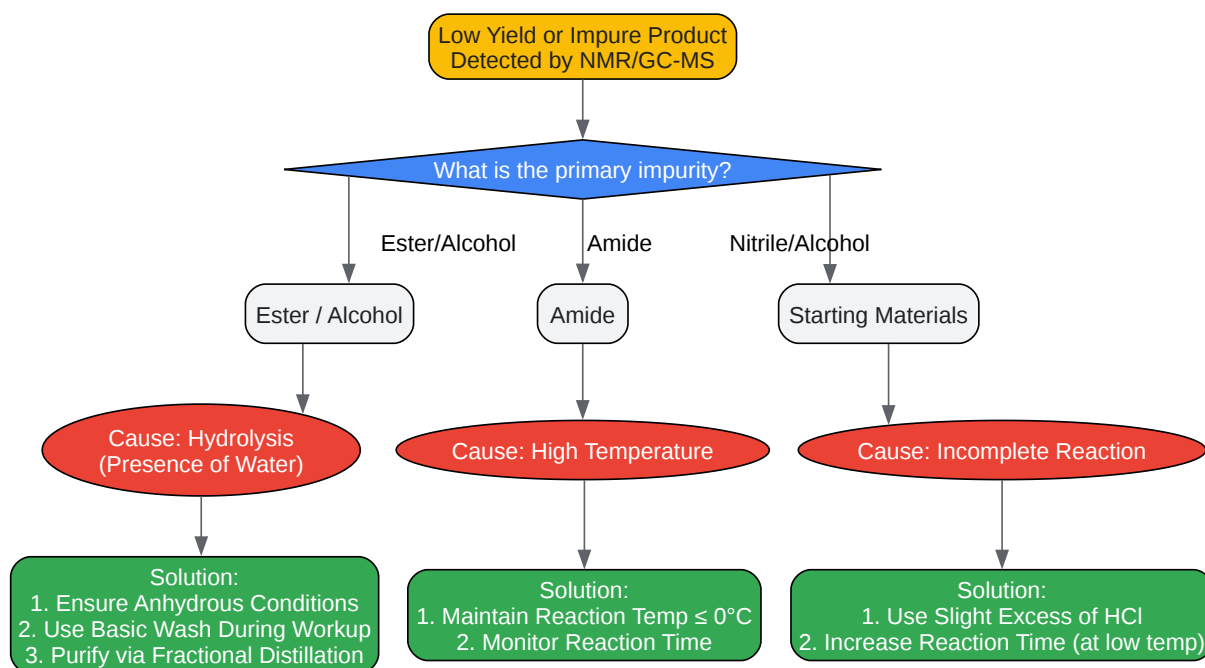 Low Yield or Impure Product
Detected by NMR/GC-MS
What is the primary impurity?
Ester/Alcohol
Amide
Nitrile/Alcohol
Ester / Alcohol
Amide
Starting Materials
Cause: Hydrolysis
(Presence of Water)
Cause: High Temperature
Cause: Incomplete Reaction
Solution:
1. Ensure Anhydrous Conditions
2. Use Basic Wash During Workup
3. Purify via Fractional Distillation
Solution:
1. Maintain Reaction Temp ≤ 0°C
2. Monitor Reaction Time
Solution:
1. Use Slight Excess of HCl
2. Increase Reaction Time (at low temp)